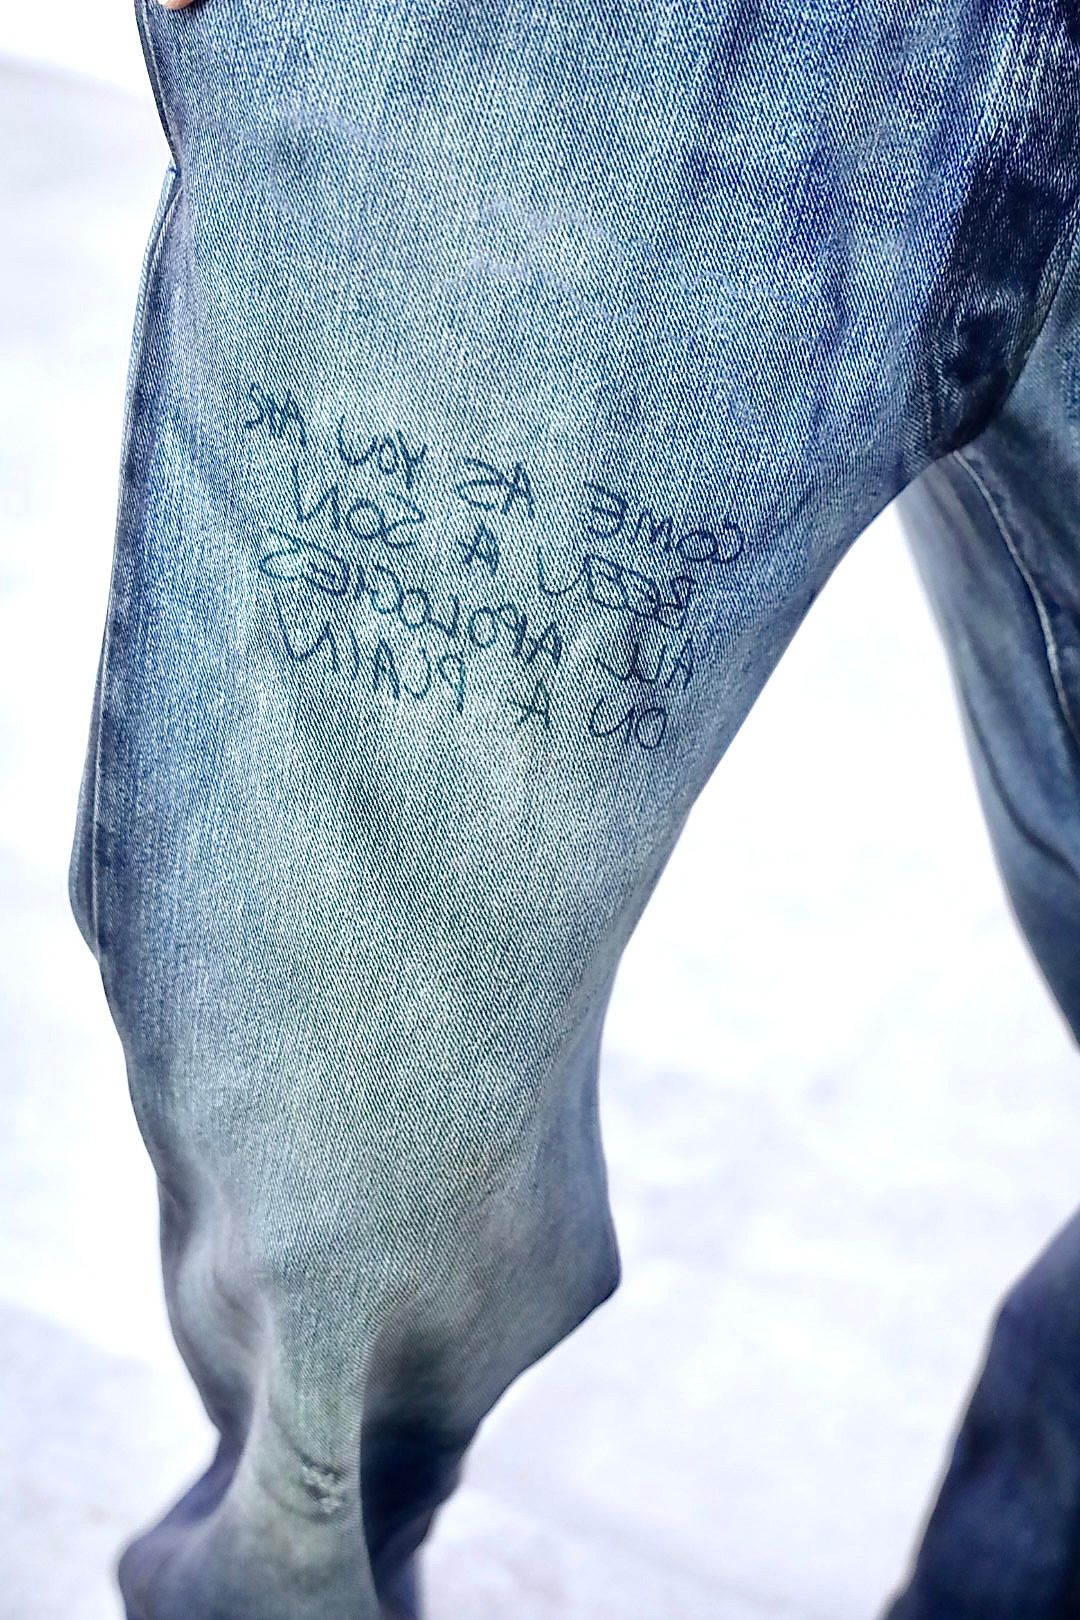 COME AS YOU ARE
BEEN A SON
ALL APOLOGIES
ON A PLAIN